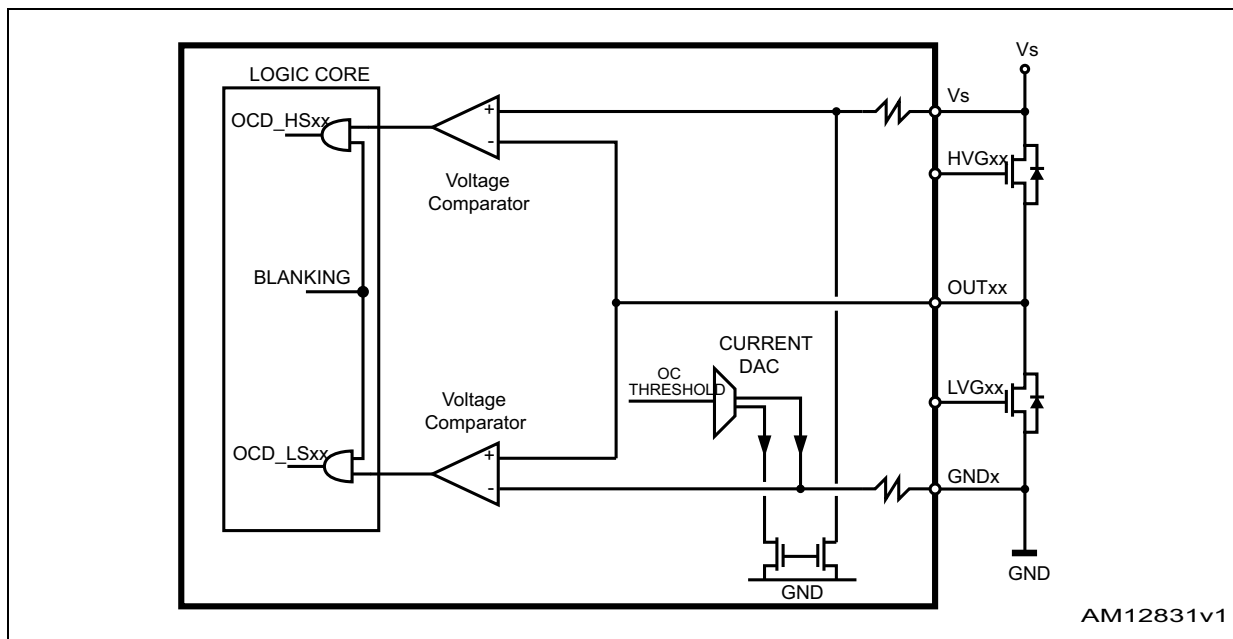 Vs
LOGIC CORE
Vs
OCD_HSxx
+
-
HVGxx
Voltage
Comparator
BLANKING
OUTxx
CURRENT
DAC
OC
THRESHOLD
LVGxx
Voltage
Comparator
OCD_LSxx
+
-
GNDx
GND
GND
AM12831v1